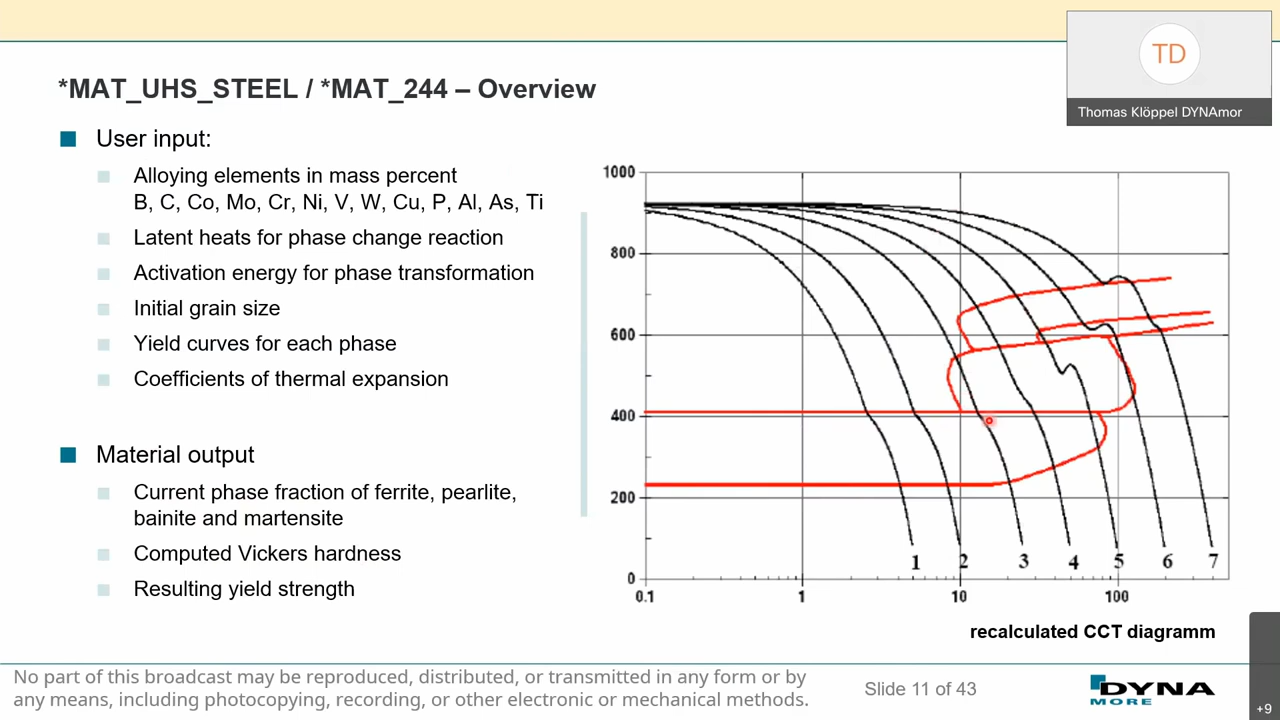 *MAT_UHS_STEEL / *MAT_244 – Overview
TD
Thomas Klöppel DYNAmor
User input:
Alloying elements in mass percent
B, C, Co, Mo, Cr, Ni, V, W, Cu, P, Al, As, Ti
Latent heats for phase change reaction
Activation energy for phase transformation
Initial grain size
Yield curves for each phase
Coefficients of thermal expansion
Material output
Current phase fraction of ferrite, pearlite,
bainite and martensite
Computed Vickers hardness
Resulting yield strength
1000
800
600
400
200
0
1 2 3 4 5 6 7
0.1 1 10 100
recalculated CCT diagramm
No part of this broadcast may be reproduced, distributed, or transmitted in any form or by
any means, including photocopying, recording, or other electronic or mechanical methods.
Slide 11 of 43
DYNA
MORE
+9